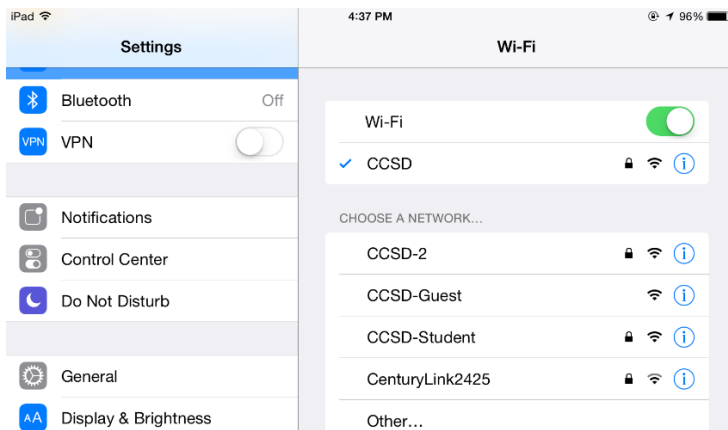 iPad 4:37 PM 96%
Settings
Wi-Fi
Bluetooth Off
VPN VPN
Notifications
Control Center
Do Not Disturb
General
AA Display & Brightness
Wi-Fi
CCSD
CHOOSE A NETWORK...
CCSD-2
CCSD-Guest
CCSD-Student
CenturyLink2425
Other...